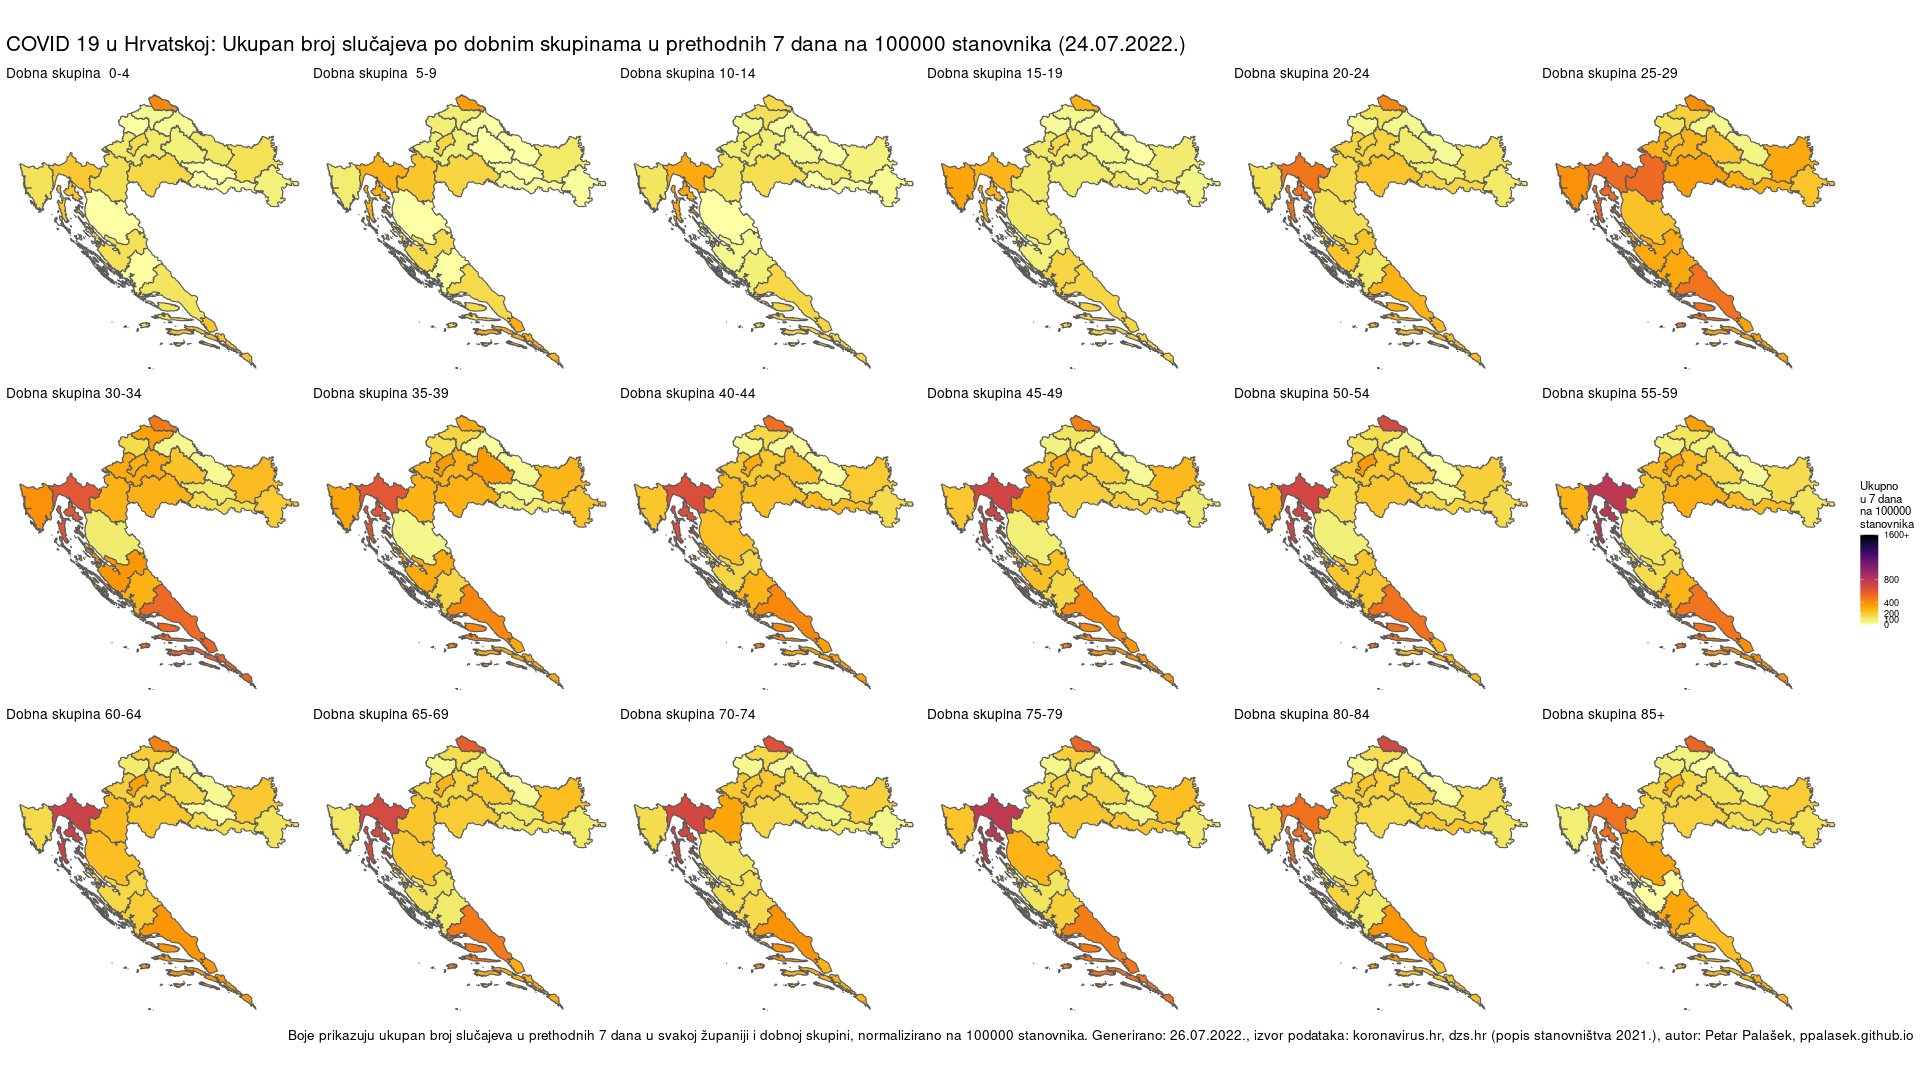 COVID 19 u Hrvatskoj: Ukupan broj slučajeva po dobnim skupinama u prethodnih 7 dana na 100000 stanovnika (24.07.2022.)
Dobna skupina  0-4
Dobna skupina  5-9
Dobna skupina 10-14
Dobna skupina 15-19
Dobna skupina 20-24
Dobna skupina 25-29
Dobna skupina 30-34
Dobna skupina 35-39
Dobna skupina 40-44
Dobna skupina 45-49
Dobna skupina 50-54
Dobna skupina 55-59
Ukupno
u 7 dana
na 100000
stanovnika
1600+
800
400
200
100
0
Dobna skupina 60-64
Dobna skupina 65-69
Dobna skupina 70-74
Dobna skupina 75-79
Dobna skupina 80-84
Dobna skupina 85+
Boje prikazuju ukupan broj slučajeva u prethodnih 7 dana u svakoj županiji i dobnoj skupini, normalizirano na 100000 stanovnika. Generirano: 26.07.2022., izvor podataka: koronavirus.hr, dzs.hr (popis stanovništva 2021.), autor: Petar Palašek, ppalasek.github.io